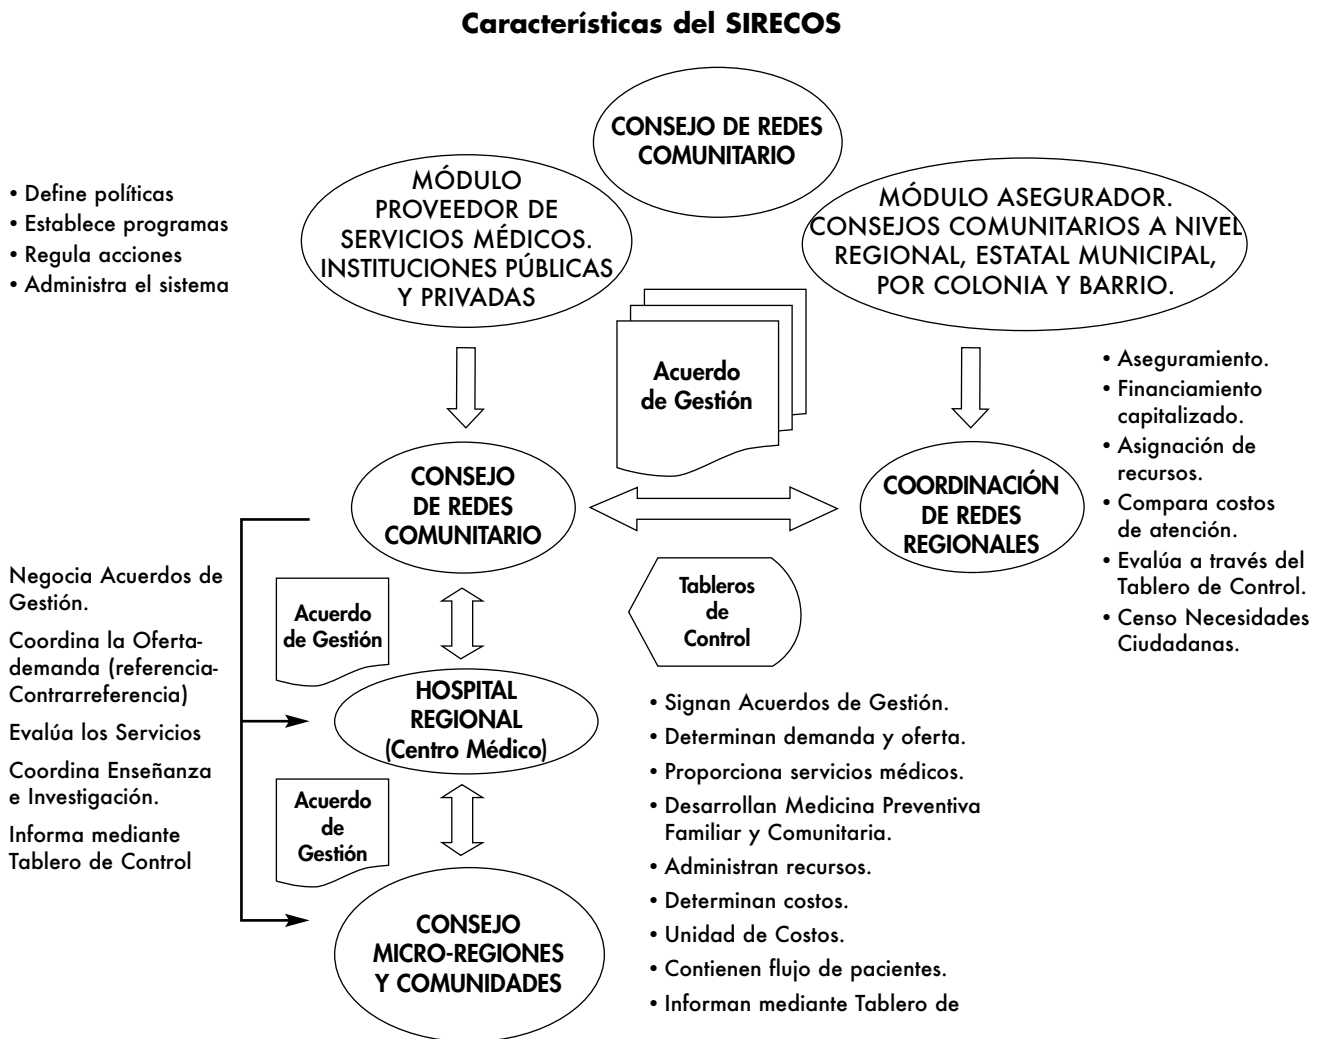 Características del SIRECOS
CONSEJO DE REDES
COMUNITARIO
• Define políticas
• Establece programas
• Regula acciones
• Administra el sistema
MÓDULO
PROVEEDOR DE
SERVICIOS MÉDICOS.
INSTITUCIONES PÚBLICAS
Y PRIVADAS
MÓDULO ASEGURADOR.
CONSEJOS COMUNITARIOS A NIVEL
REGIONAL, ESTATAL MUNICIPAL,
POR COLONIA Y BARRIO.
Acuerdo
de Gestión
• Aseguramiento.
• Financiamiento
capitalizado.
• Asignación de
recursos.
• Compara costos
de atención.
• Evalúa a través del
Tablero de Control.
• Censo Necesidades
Ciudadanas.
CONSEJO
DE REDES
COMUNITARIO
COORDINACIÓN
DE REDES
REGIONALES
Negocia Acuerdos de
Gestión.
Coordina la Oferta-
demanda (referencia-
Contrarreferencia)
Evalúa los Servicios
Coordina Enseñanza
e Investigación.
Informa mediante
Tablero de Control
Acuerdo
de Gestión
Tableros
de
Control
HOSPITAL
REGIONAL
(Centro Médico)
Acuerdo
de
Gestión
CONSEJO
MICRO-REGIONES
Y COMUNIDADES
• Signan Acuerdos de Gestión.
• Determinan demanda y oferta.
• Proporciona servicios médicos.
• Desarrollan Medicina Preventiva
Familiar y Comunitaria.
• Administran recursos.
• Determinan costos.
• Unidad de Costos.
• Contienen flujo de pacientes.
• Informan mediante Tablero de